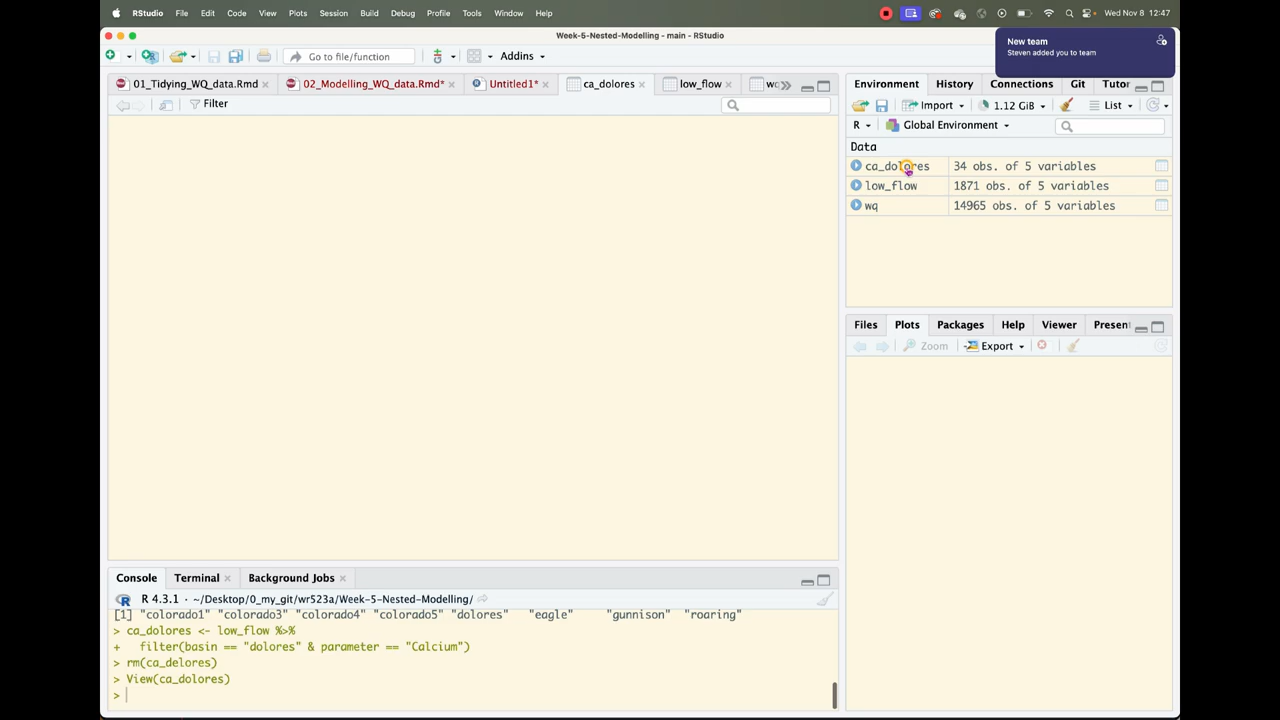 RStudio File Edit Code View Plots Session Build Debug Profile Tools Window Help Wed Nov 8 12:47
Week-5-Nested-Modelling - main - RStudio
New team
Steven added you to team
Go to file/function Addins
01_Tidying_WQ_data.Rmd 02_Modelling_WQ_data.Rmd* Untitled1* ca_dolores low_flow wq
Filter
Environment History Connections Git Tutor
Import 1.12 GiB List
R Global Environment
Data
ca_dolores 34 obs. of 5 variables
low_flow 1871 obs. of 5 variables
wq 14965 obs. of 5 variables
Files Plots Packages Help Viewer Present
Zoom Export
Console Terminal Background Jobs
R 4.3.1 · ~/Desktop/0_my_git/wr523a/Week-5-Nested-Modelling/
[1] "colorado1" "colorado3" "colorado4" "colorado5" "dolores" "eagle" "gunnison" "roaring"
> ca_dolores <- low_flow %>%
+ filter(basin == "dolores" & parameter == "Calcium")
> rm(ca_delores)
> View(ca_dolores)
>